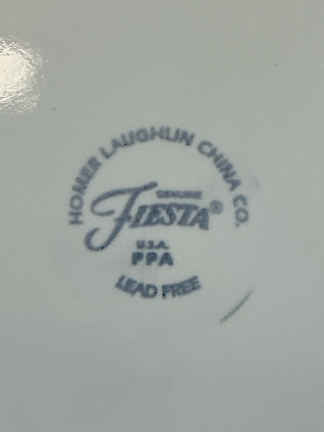 HOMER LAUGHLIN CHINA CO.
GENUINE
FIESTA®
U.S.A.
PPA
LEAD FREE